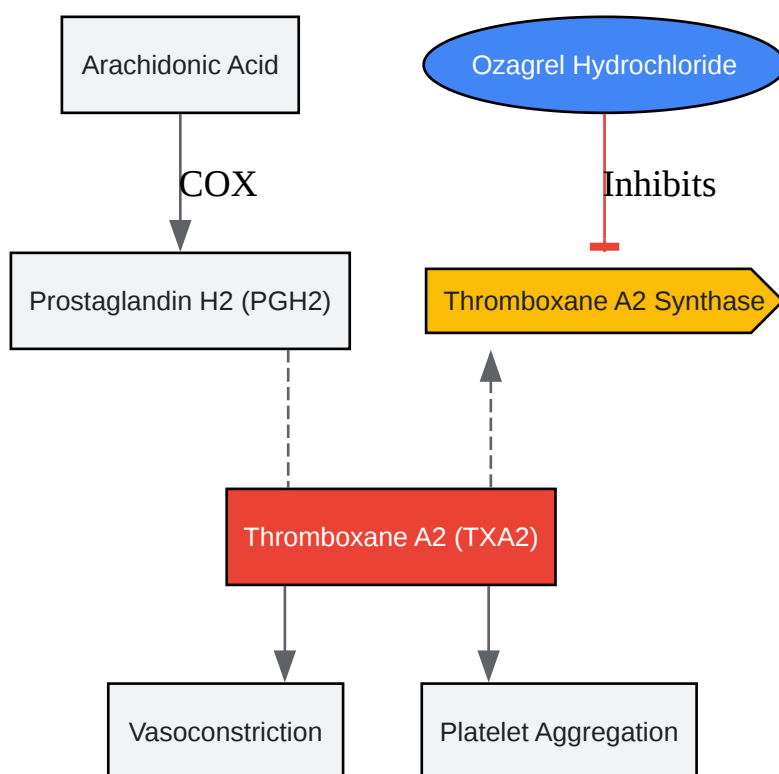 Arachidonic Acid
Ozagrel Hydrochloride
COX
Inhibits
Prostaglandin H2 (PGH2)
Thromboxane A2 Synthase
Thromboxane A2 (TXA2)
Vasoconstriction
Platelet Aggregation